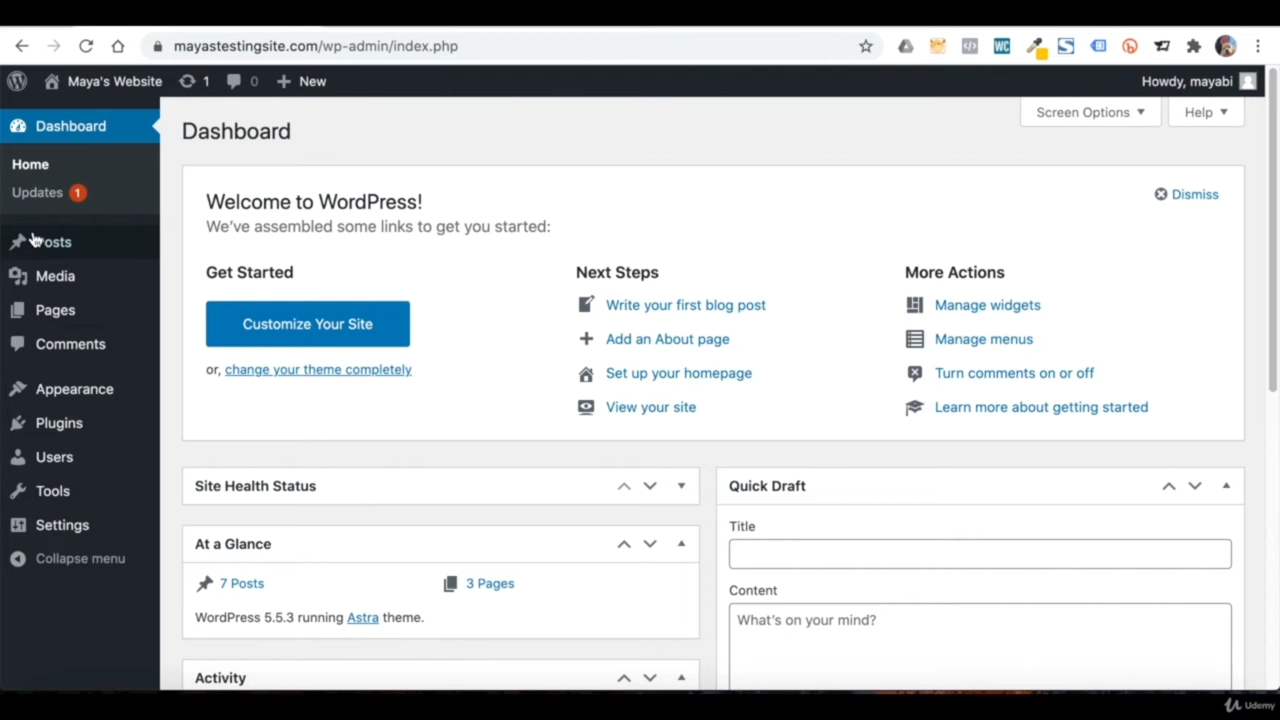 mayastestingsite.com/wp-admin/index.php
WC
Maya's Website 1 0 New
Howdy, mayabi
Dashboard
Home
Updates 1
Posts
Media
Pages
Comments
Appearance
Plugins
Users
Tools
Settings
Collapse menu
Dashboard
Screen Options
Help
Welcome to WordPress!
Dismiss
We've assembled some links to get you started:
Get Started
Customize Your Site
or, change your theme completely
Next Steps
Write your first blog post
Add an About page
Set up your homepage
View your site
More Actions
Manage widgets
Manage menus
Turn comments on or off
Learn more about getting started
Site Health Status
At a Glance
7 Posts
3 Pages
WordPress 5.5.3 running Astra theme.
Activity
Quick Draft
Title
Content
What's on your mind?
Udemy